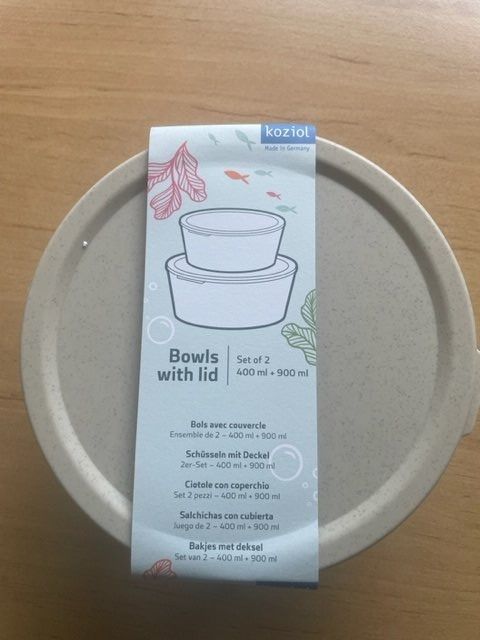 koziol
Made in Germany
Bowls with lid
Set of 2
400 ml + 900 ml
Bols avec couvercle
Ensemble de 2 – 400 ml + 900 ml
Schüsseln mit Deckel
2er-Set – 400 ml + 900 ml
Ciotole con coperchio
Set 2 pezzi – 400 ml + 900 ml
Salchichas con cubierta
Juego de 2 – 400 ml + 900 ml
Bakjes met deksel
Set van 2 – 400 ml + 900 ml